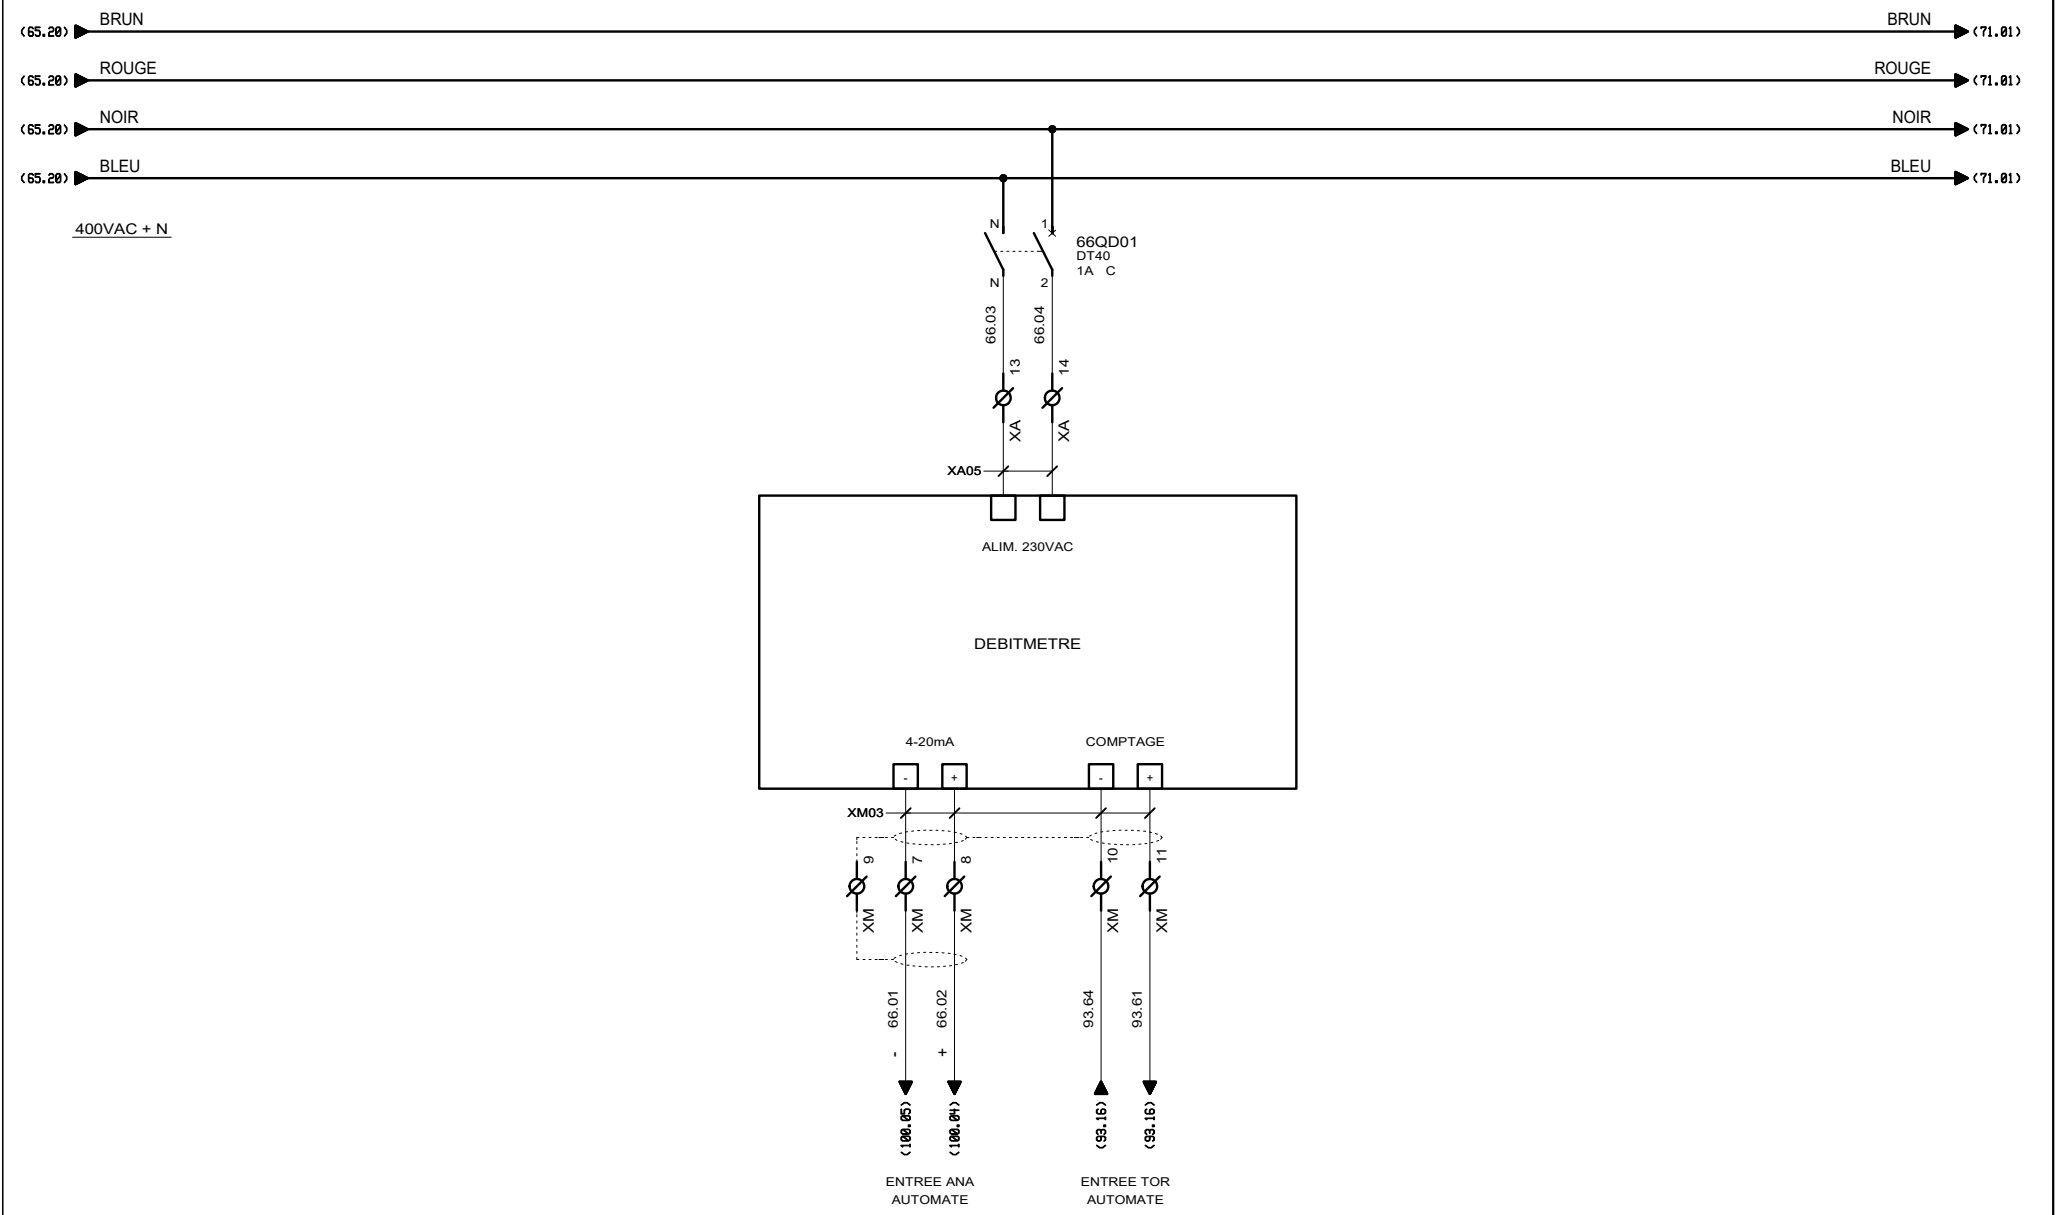 BRUN BRUN
(65.20) (71.01)
ROUGE ROUGE
(65.20) (71.01)
NOIR NOIR
(65.20) (71.01)
BLEU BLEU
(65.20) (71.01)
400VAC + N
N 1
66QD01
DT40
1A C
N 2
66.03 66.04
13 14
XA XA
XA05
ALIM. 230VAC
DEBITMETRE
4-20mA COMPTAGE
- + - +
XM03
9 7 8 10 11
XM XM XM XM XM
66.01 66.02 93.64 93.61
- +
(100.05) (100.04) (93.16) (93.16)
ENTREE ANA ENTREE TOR
AUTOMATE AUTOMATE